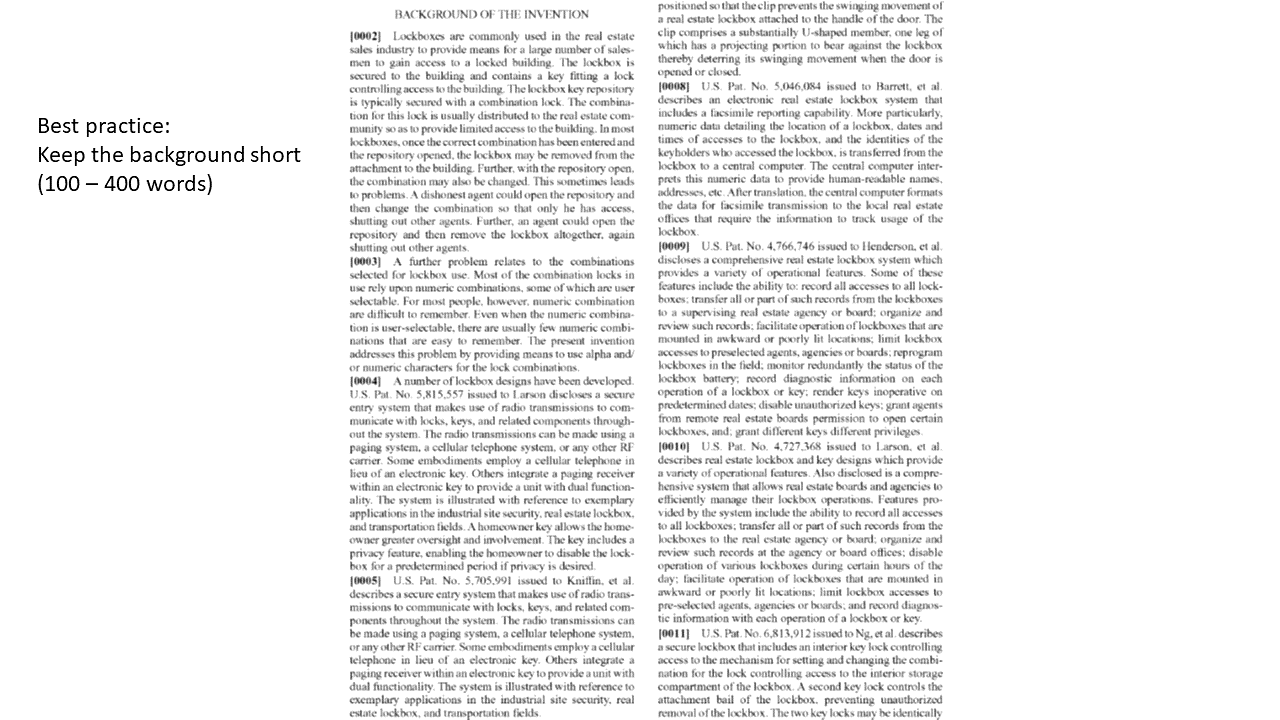 Best practice:
Keep the background short
(100 – 400 words)
BACKGROUND OF THE INVENTION
[0002] Lockboxes are commonly used in the real estate
sales industry to provide means for a large number of sales-
men to gain access to a locked building. The lockbox is
secured to the building and contains a key fitting a lock
controlling access to the building. The lockbox key repository
is typically secured with a combination lock. The combina-
tion for this lock is usually distributed to the real estate com-
munity so as to provide limited access to the building. In most
lockboxes, once the correct combination has been entered and
the repository opened, the lockbox may be removed from the
attachment to the building. Further, with the repository open,
the combination may also be changed. This sometimes leads
to problems. A dishonest agent could open the repository and
then change the combination so that only he has access,
shutting out other agents. Further, an agent could open the
repository and then remove the lockbox altogether, again
shutting out other agents.
[0003] A further problem relates to the combinations
selected for lockbox use. Most of the combination locks in
use rely upon numeric combinations, some of which are user
selectable. For most people, however, numeric combination
are difficult to remember. Even when the numeric combina-
tion is user-selectable, there are usually few numeric combi-
nations that are easy to remember. The present invention
addresses this problem by providing means to use alpha and/
or numeric characters for the lock combinations.
[0004] A number of lockbox designs have been developed.
U.S. Pat. No. 5,815,557 issued to Larson discloses a secure
entry system that makes use of radio transmissions to com-
municate with locks, keys, and related components through-
out the system. The radio transmissions can be made using a
paging system, a cellular telephone system, or any other RF
carrier. Some embodiments employ a cellular telephone in
lieu of an electronic key. Others integrate a paging receiver
within an electronic key to provide a unit with dual function-
ality. The system is illustrated with reference to exemplary
applications in the industrial site security, real estate lockbox,
and transportation fields. A homeowner key allows the home-
owner greater oversight and involvement. The key includes a
privacy feature, enabling the homeowner to disable the lock-
box for a predetermined period if privacy is desired.
[0005] U.S. Pat. No. 5,705,991 issued to Kniffin, et al.
describes a secure entry system that makes use of radio trans-
missions to communicate with locks, keys, and related com-
ponents throughout the system. The radio transmissions can
be made using a paging system, a cellular telephone system,
or any other RF carrier. Some embodiments employ a cellular
telephone in lieu of an electronic key. Others integrate a
paging receiver within an electronic key to provide a unit with
dual functionality. The system is illustrated with reference to
exemplary applications in the industrial site security, real
estate lockbox, and transportation fields.
positioned so that the clip prevents the swinging movement of
a real estate lockbox attached to the handle of the door. The
clip comprises a substantially U-shaped member, one leg of
which has a projecting portion to bear against the lockbox
thereby deterring its swinging movement when the door is
opened or closed.
[0008] U.S. Pat. No. 5,046,084 issued to Barrett, et al.
describes an electronic real estate lockbox system that
includes a facsimile reporting capability. More particularly,
numeric data detailing the location of a lockbox, dates and
times of accesses to the lockbox, and the identities of the
keyholders who accessed the lockbox, is transferred from the
lockbox to a central computer. The central computer inter-
prets this numeric data to provide human-readable names,
addresses, etc. After translation, the central computer formats
the data for facsimile transmission to the local real estate
offices that require the information to track usage of the
lockbox.
[0009] U.S. Pat. No. 4,766,746 issued to Henderson, et al.
discloses a comprehensive real estate lockbox system which
provides a variety of operational features. Some of these
features include the ability to: record all accesses to all lock-
boxes; transfer all or part of such records from the lockboxes
to a supervising real estate agency or board; organize and
review such records; facilitate operation of lockboxes that are
mounted in awkward or poorly lit locations; limit lockbox
accesses to preselected agents, agencies or boards; reprogram
lockboxes in the field; monitor redundantly the status of the
lockbox battery; record diagnostic information on each
operation of a lockbox or key; render keys inoperative on
predetermined dates; disable unauthorized keys; grant agents
from remote real estate boards permission to open certain
lockboxes, and; grant different keys different privileges.
[0010] U.S. Pat. No. 4,727,368 issued to Larson, et al.
describes real estate lockbox and key designs which provide
a variety of operational features. Also disclosed is a compre-
hensive system that allows real estate boards and agencies to
efficiently manage their lockbox operations. Features pro-
vided by the system include the ability to record all accesses
to all lockboxes; transfer all or part of such records from the
lockboxes to the real estate agency or board; organize and
review such records at the agency or board offices; disable
operation of various lockboxes during certain hours of the
day; facilitate operation of lockboxes that are mounted in
awkward or poorly lit locations; limit lockbox accesses to
pre-selected agents, agencies or boards; and record diagnos-
tic information with each operation of a lockbox or key.
[0011] U.S. Pat. No. 6,813,912 issued to Ng, et al. describes
a secure lockbox that includes an interior key lock controlling
access to the mechanism for setting and changing the combi-
nation for the lock controlling access to the interior storage
compartment of the lockbox. A second key lock controls the
attachment bail of the lockbox, preventing unauthorized
removal of the lockbox. The two key locks may be identically